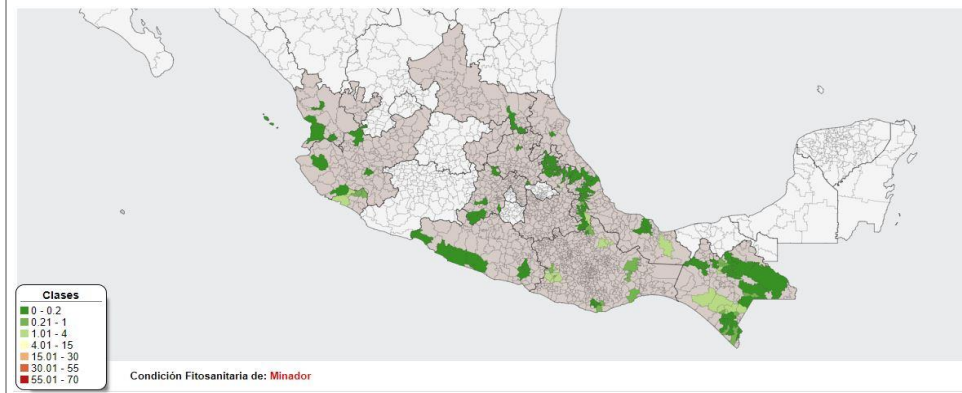 Clases
0 - 0.2
0.21 - 1
1.01 - 4
4.01 - 15
15.01 - 30
30.01 - 55
55.01 - 70
Condición Fitosanitaria de: Minador